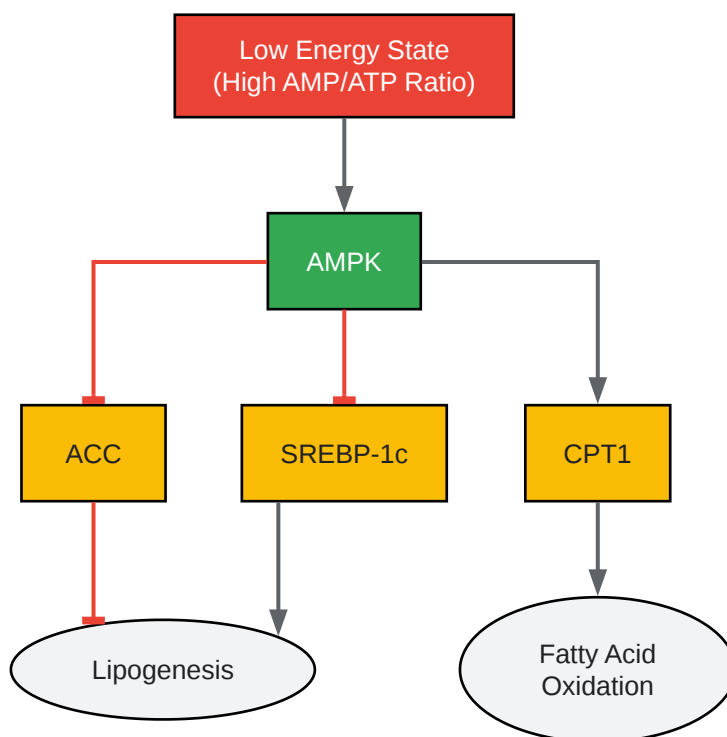 Low Energy State
(High AMP/ATP Ratio)
AMPK
ACC
SREBP-1c
CPT1
Lipogenesis
Fatty Acid
Oxidation